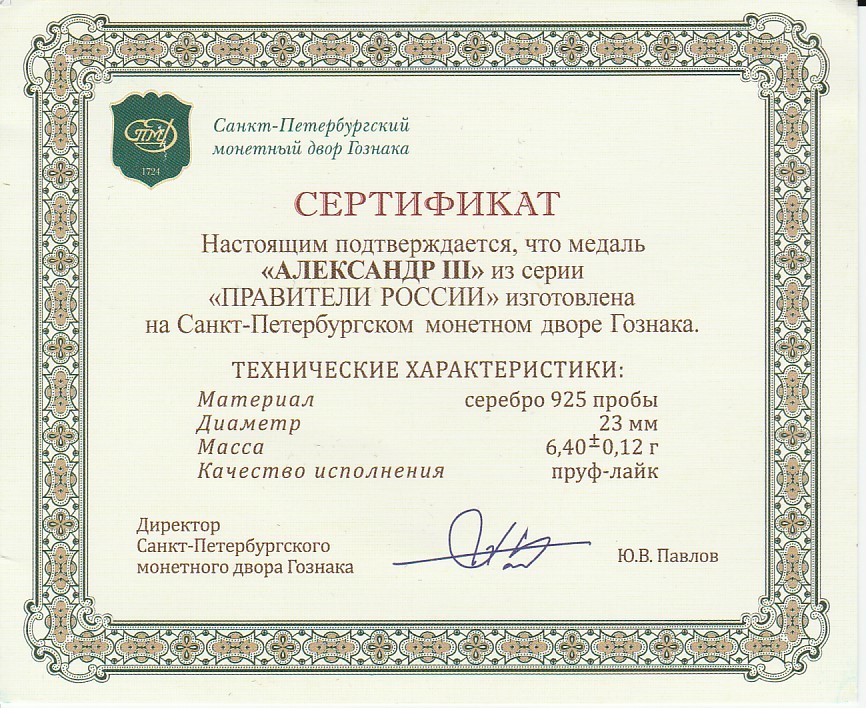 СПМД
1724
Санкт-Петербургский
монетный двор Гознака
СЕРТИФИКАТ
Настоящим подтверждается, что медаль
«АЛЕКСАНДР III» из серии
«ПРАВИТЕЛИ РОССИИ» изготовлена
на Санкт-Петербургском монетном дворе Гознака.
ТЕХНИЧЕСКИЕ ХАРАКТЕРИСТИКИ:
Материал серебро 925 пробы
Диаметр 23 мм
Масса 6,40±0,12 г
Качество исполнения пруф-лайк
Директор
Санкт-Петербургского
монетного двора Гознака
Ю.В. Павлов